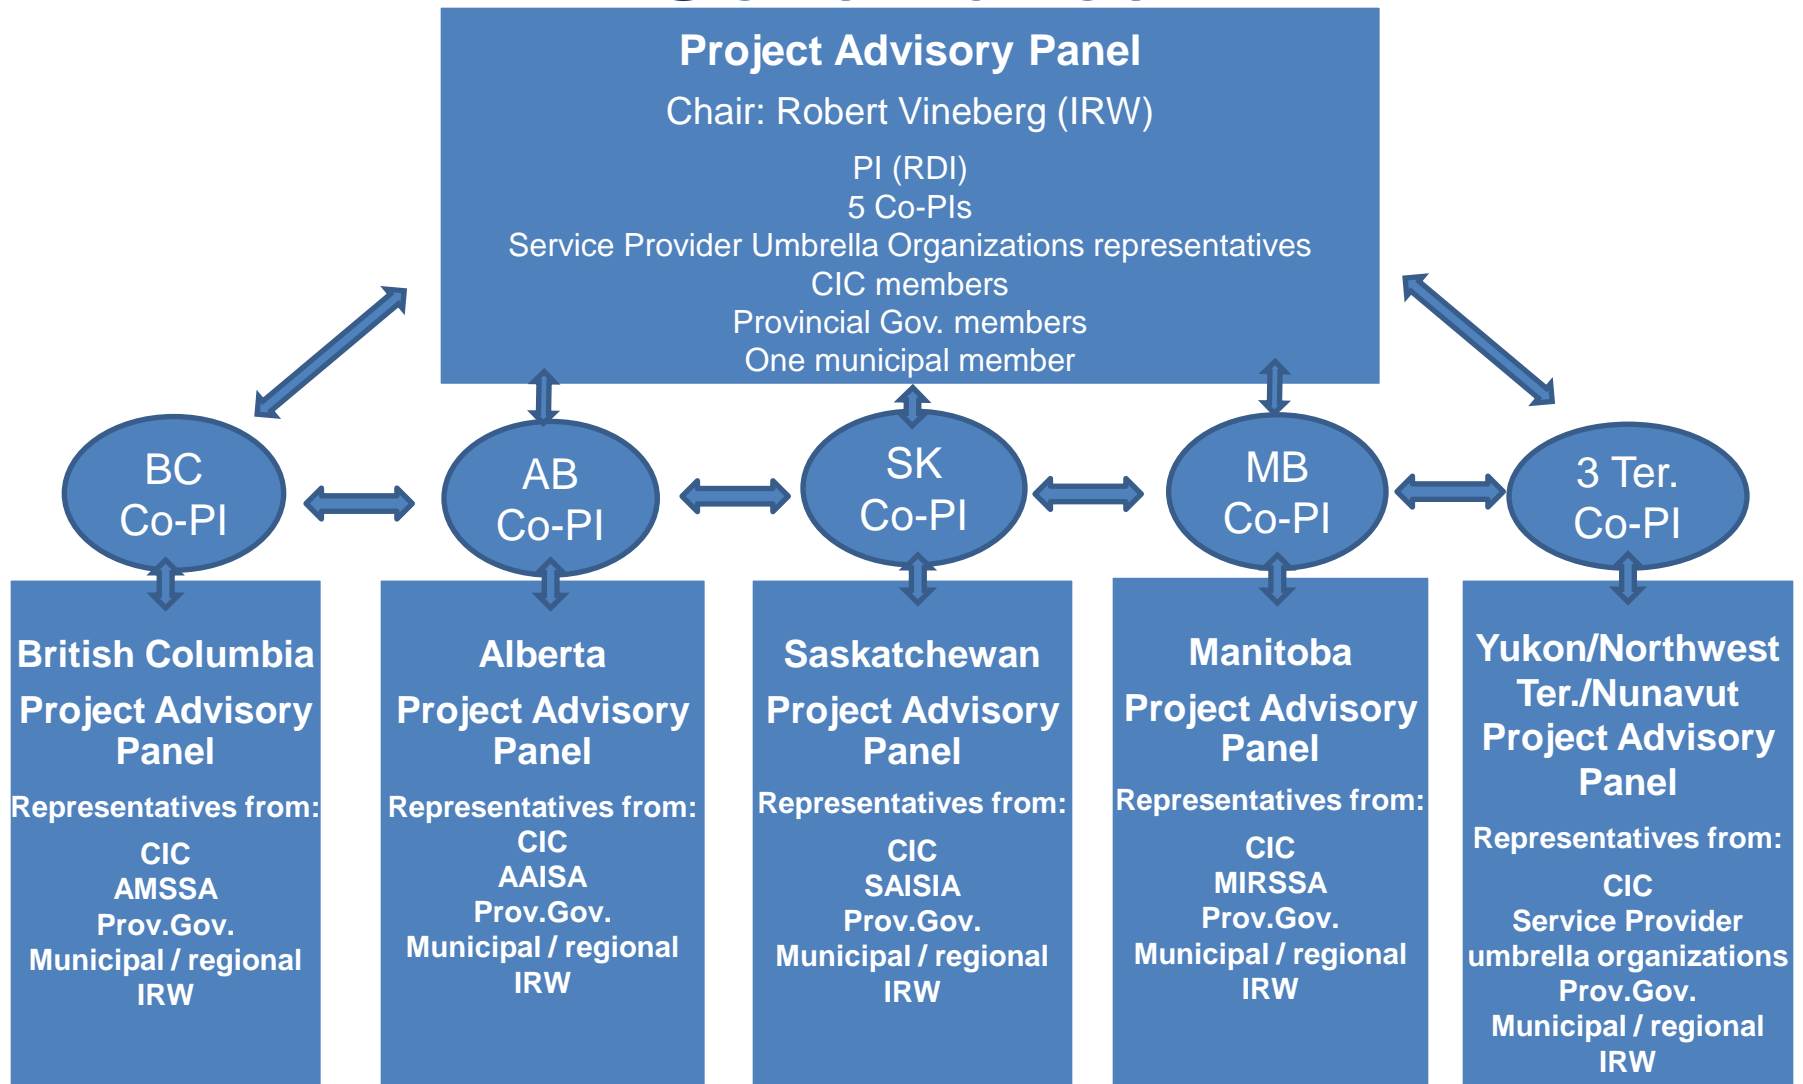 Project Advisory Panel
Chair: Robert Vineberg (IRW)
PI (RDI)
5 Co-PIs
Service Provider Umbrella Organizations representatives
CIC members
Provincial Gov. members
One municipal member
BC
Co-PI
AB
Co-PI
SK
Co-PI
MB
Co-PI
3 Ter.
Co-PI
British Columbia
Project Advisory
Panel
Representatives from:
CIC
AMSSA
Prov.Gov.
Municipal / regional
IRW
Alberta
Project Advisory
Panel
Representatives from:
CIC
AAISA
Prov.Gov.
Municipal / regional
IRW
Saskatchewan
Project Advisory
Panel
Representatives from:
CIC
SAISIA
Prov.Gov.
Municipal / regional
IRW
Manitoba
Project Advisory
Panel
Representatives from:
CIC
MIRSSA
Prov.Gov.
Municipal / regional
IRW
Yukon/Northwest
Ter./Nunavut
Project Advisory
Panel
Representatives from:
CIC
Service Provider
umbrella organizations
Prov.Gov.
Municipal / regional
IRW